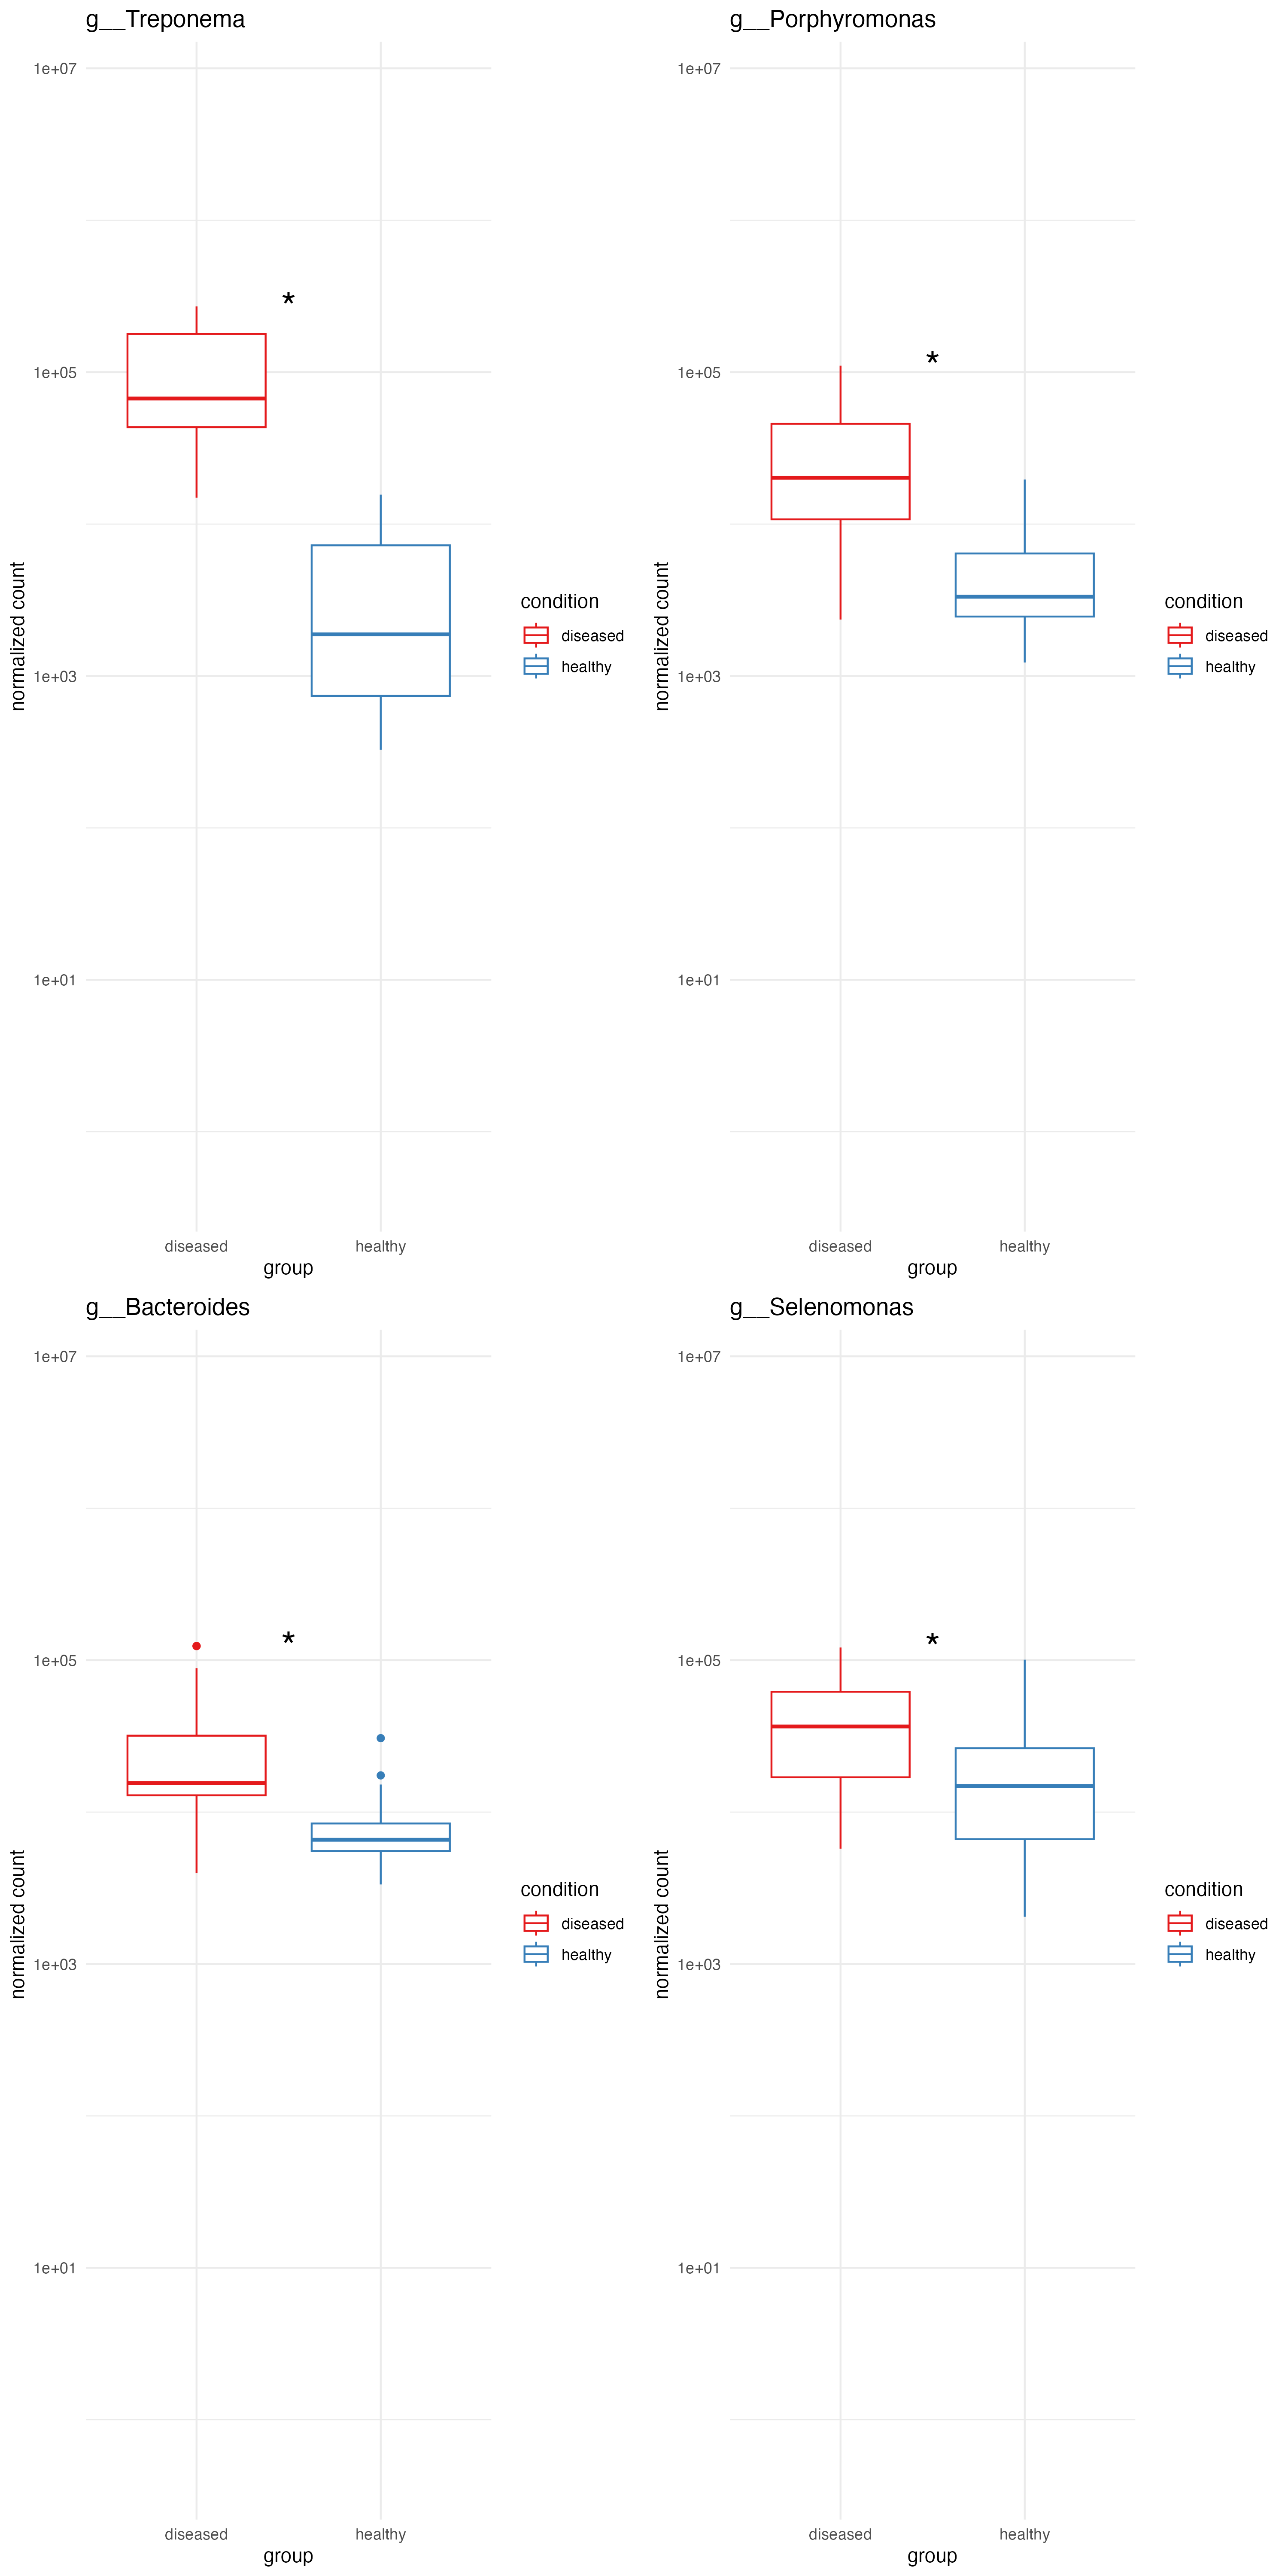 g__Treponema
1e+07
*
1e+05
1e+03
1e+01
normalized count
diseased
healthy
group
condition
diseased
healthy
g__Porphyromonas
1e+07
*
1e+05
1e+03
1e+01
normalized count
diseased
healthy
group
condition
diseased
healthy
g__Bacteroides
1e+07
*
1e+05
1e+03
1e+01
normalized count
diseased
healthy
group
condition
diseased
healthy
g__Selenomonas
1e+07
*
1e+05
1e+03
1e+01
normalized count
diseased
healthy
group
condition
diseased
healthy